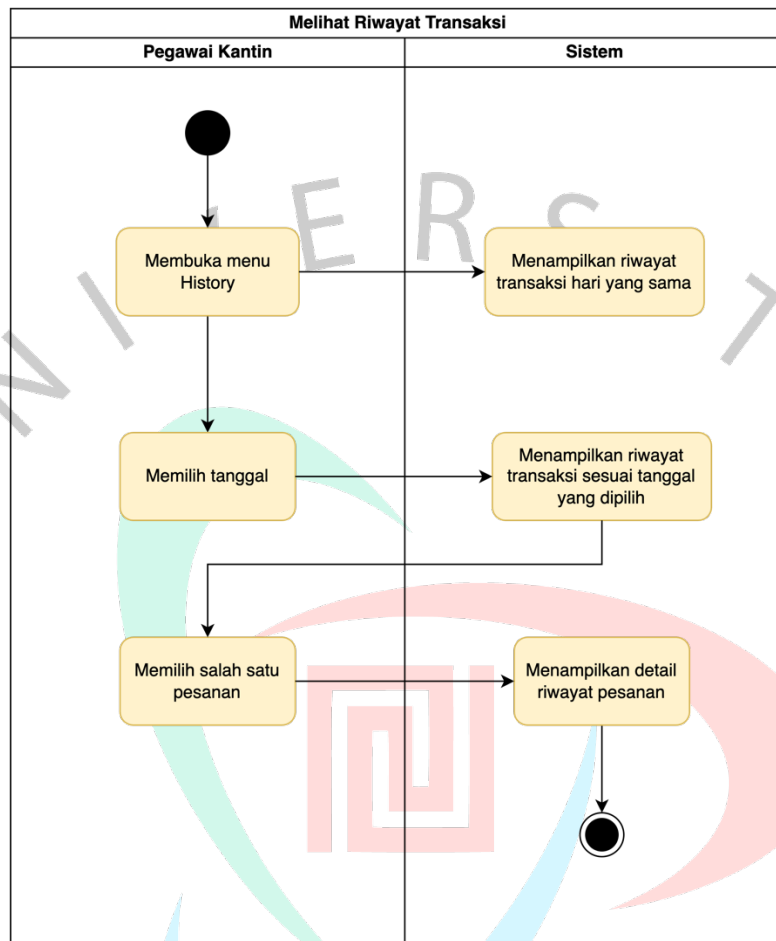 Melihat Riwayat Transaksi
Pegawai Kantin
Sistem
Membuka menu
History
Menampilkan riwayat
transaksi hari yang sama
Memilih tanggal
Menampilkan riwayat
transaksi sesuai tanggal
yang dipilih
Memilih salah satu
pesanan
Menampilkan detail
riwayat pesanan